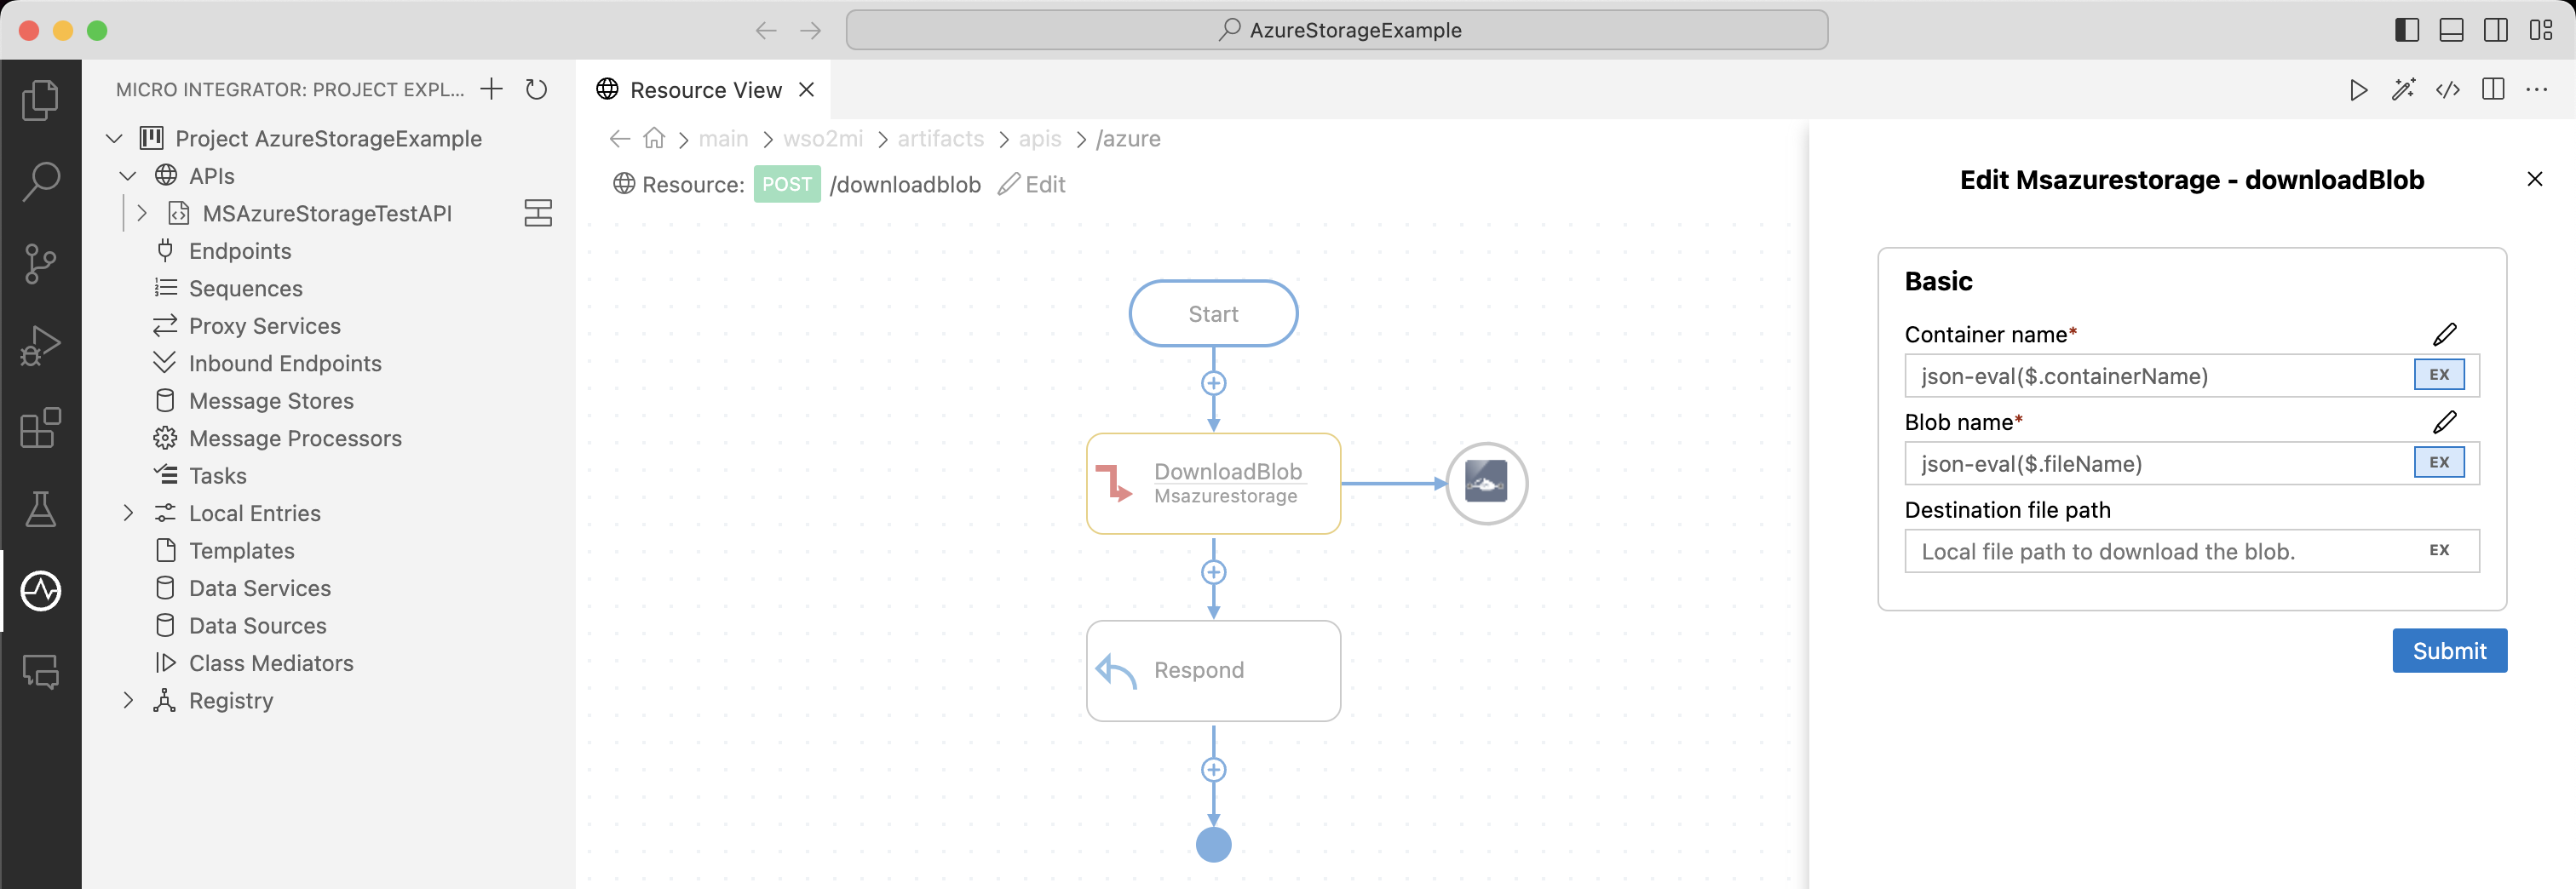 AzureStorageExample
MICRO INTEGRATOR: PROJECT EXPL...
Project AzureStorageExample
APIs
MSAzureStorageTestAPI
Endpoints
Sequences
Proxy Services
Inbound Endpoints
Message Stores
Message Processors
Tasks
Local Entries
Templates
Data Services
Data Sources
Class Mediators
Registry
Resource View
main > wso2mi > artifacts > apis > /azure
Resource: POST /downloadblob Edit
Start
DownloadBlob
Msazurestorage
Respond
Edit Msazurestorage - downloadBlob
Basic
Container name*
json-eval($.containerName) EX
Blob name*
json-eval($.fileName) EX
Destination file path
Local file path to download the blob. EX
Submit